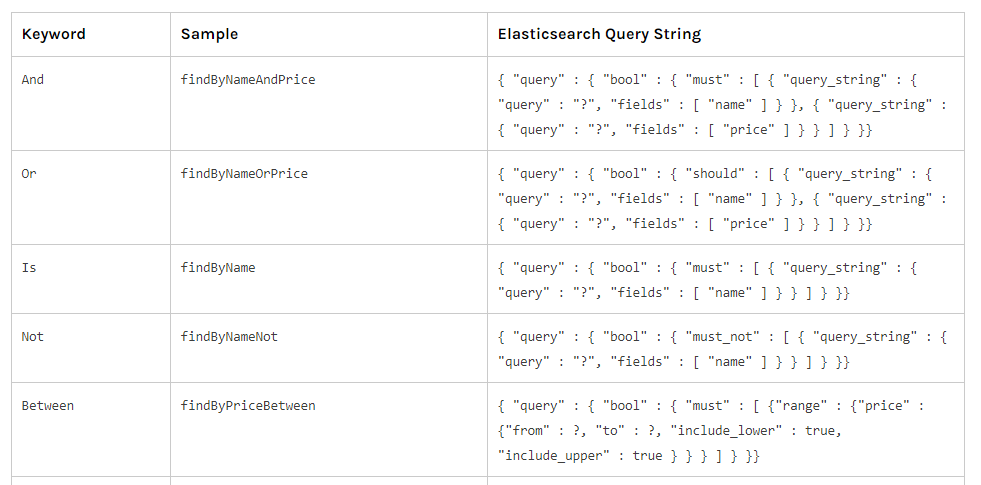 Keyword Sample Elasticsearch Query String
And findByNameAndPrice { "query" : { "bool" : { "must" : [ { "query_string" : {
"query" : "?", "fields" : [ "name" ] } }, { "query_string" :
{ "query" : "?", "fields" : [ "price" ] } } ] } }}
Or findByNameOrPrice { "query" : { "bool" : { "should" : [ { "query_string" : {
"query" : "?", "fields" : [ "name" ] } }, { "query_string" :
{ "query" : "?", "fields" : [ "price" ] } } ] } }}
Is findByName { "query" : { "bool" : { "must" : [ { "query_string" : {
"query" : "?", "fields" : [ "name" ] } } ] } }}
Not findByNameNot { "query" : { "bool" : { "must_not" : [ { "query_string" : {
"query" : "?", "fields" : [ "name" ] } } ] } }}
Between findByPriceBetween { "query" : { "bool" : { "must" : [ {"range" : {"price" :
{"from" : ?, "to" : ?, "include_lower" : true,
"include_upper" : true } } } ] } }}